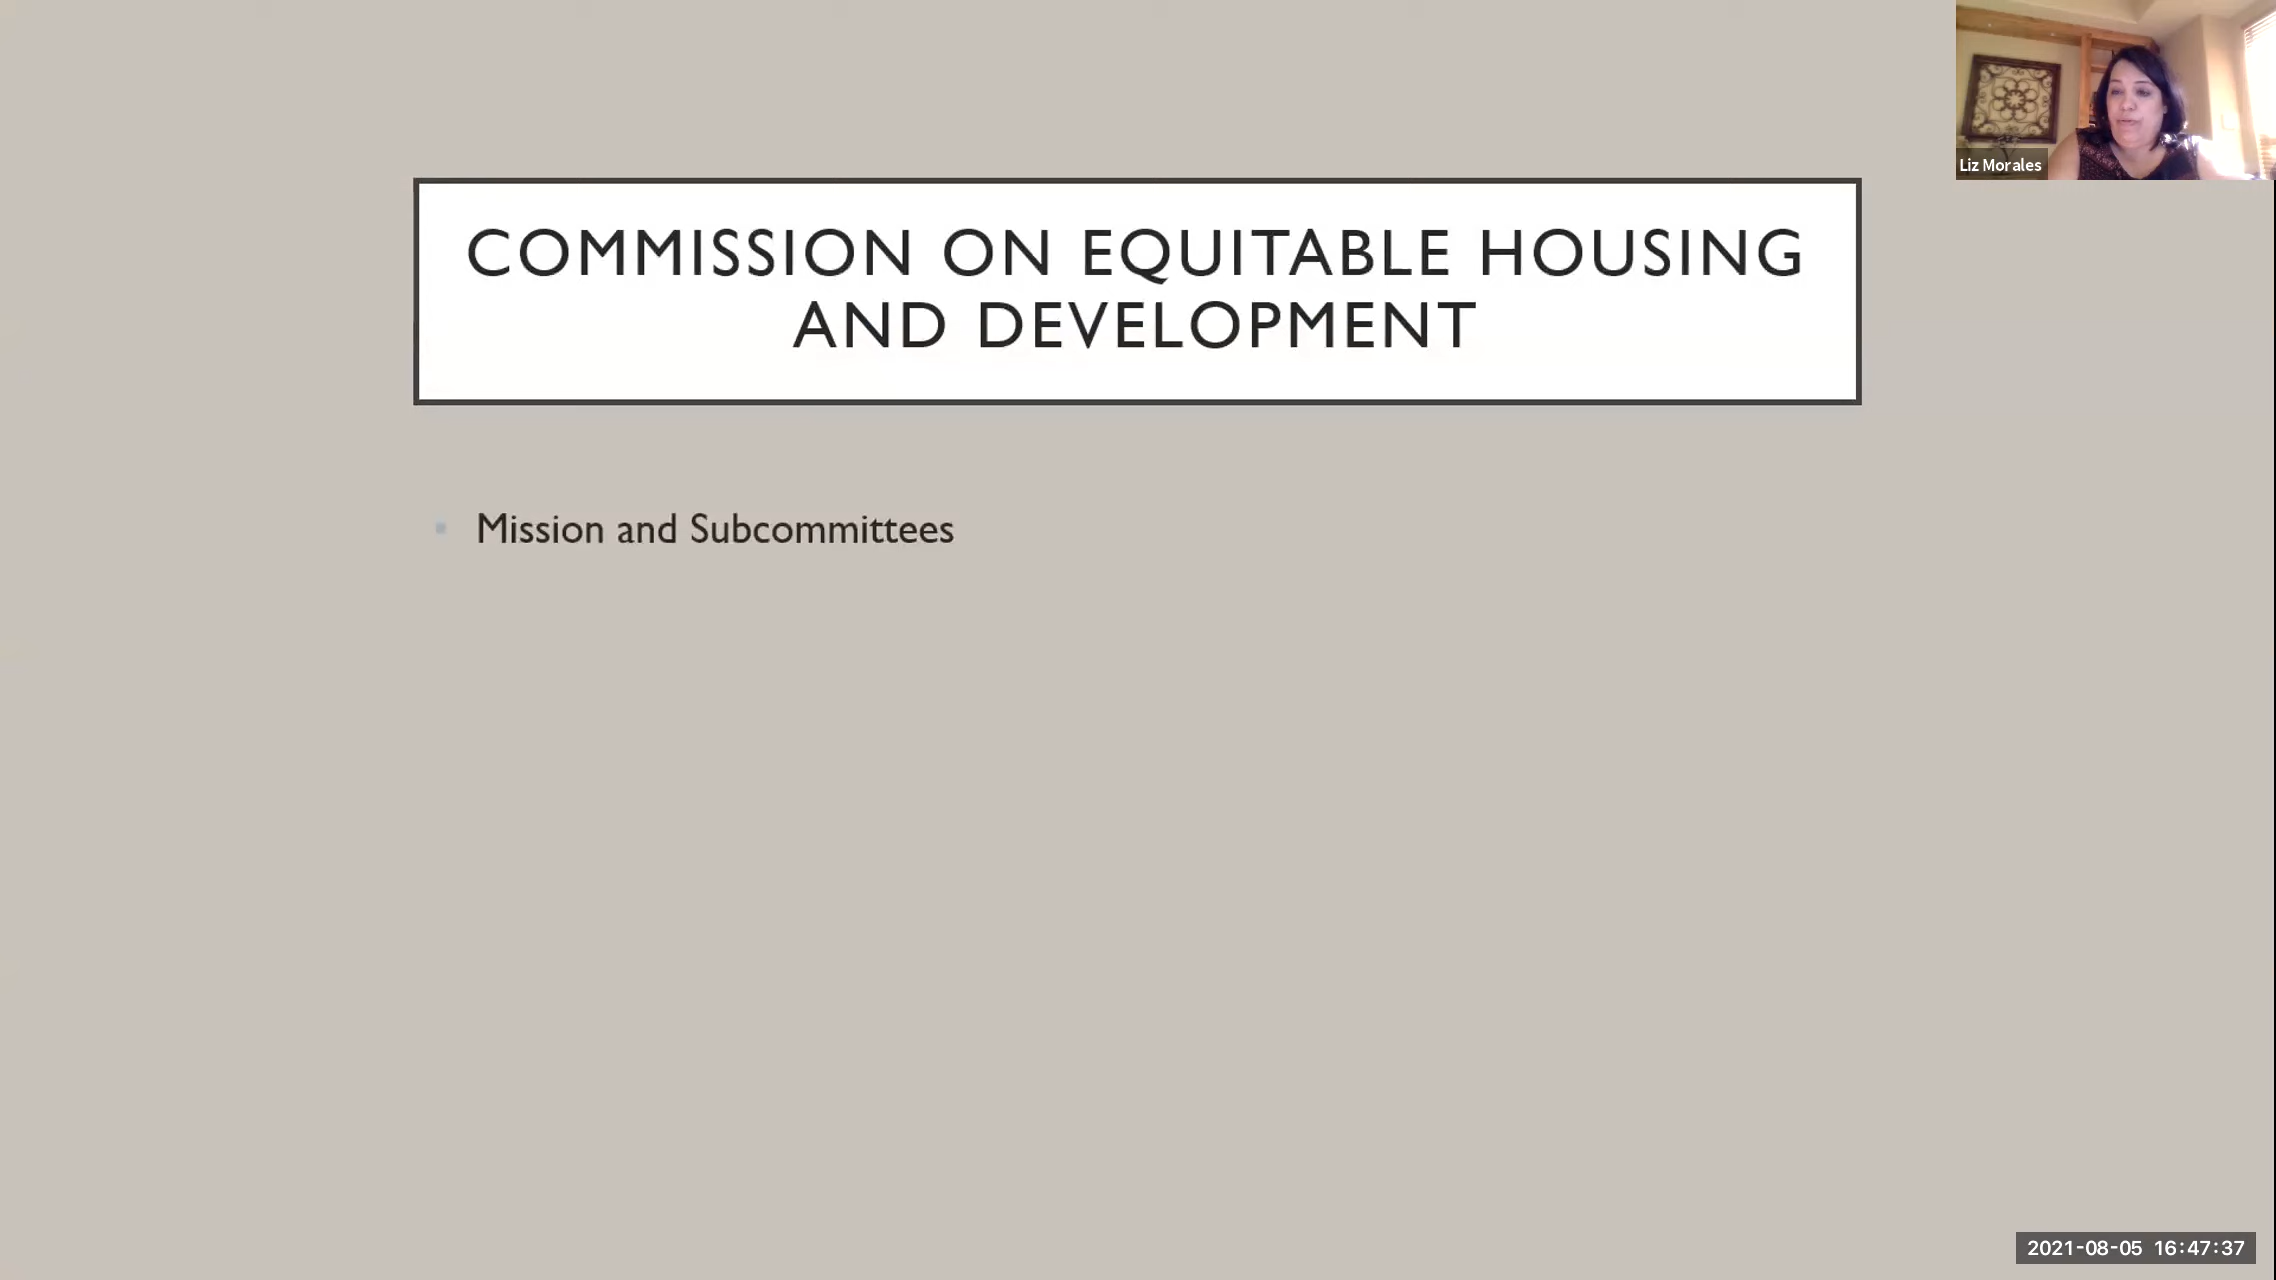 COMMISSION ON EQUITABLE HOUSING
AND DEVELOPMENT
Mission and Subcommittees
Liz Morales
2021-08-05 16:47:37